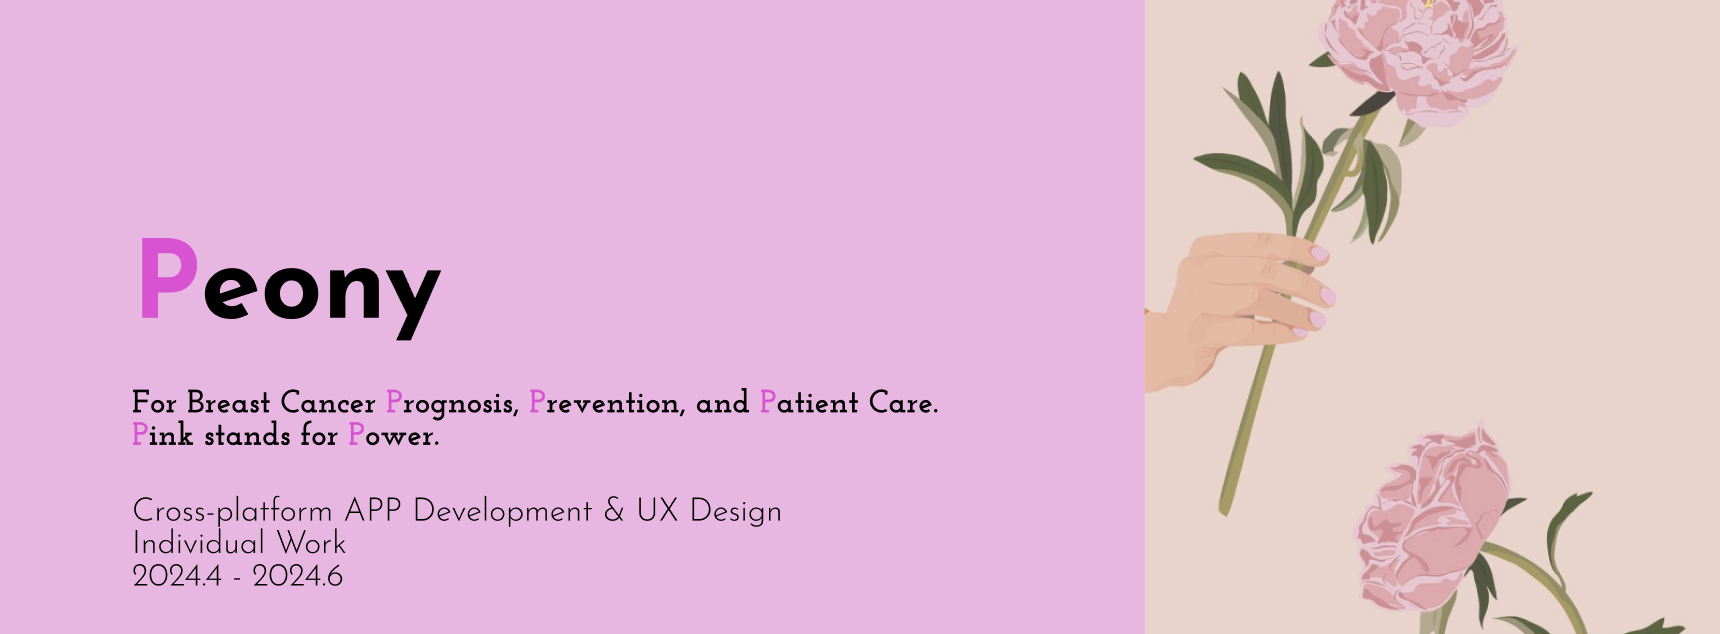 Peony
For Breast Cancer Prognosis, Prevention, and Patient Care.
Pink stands for Power.
Cross-platform APP Development & UX Design
Individual Work
2024.4 - 2024.6